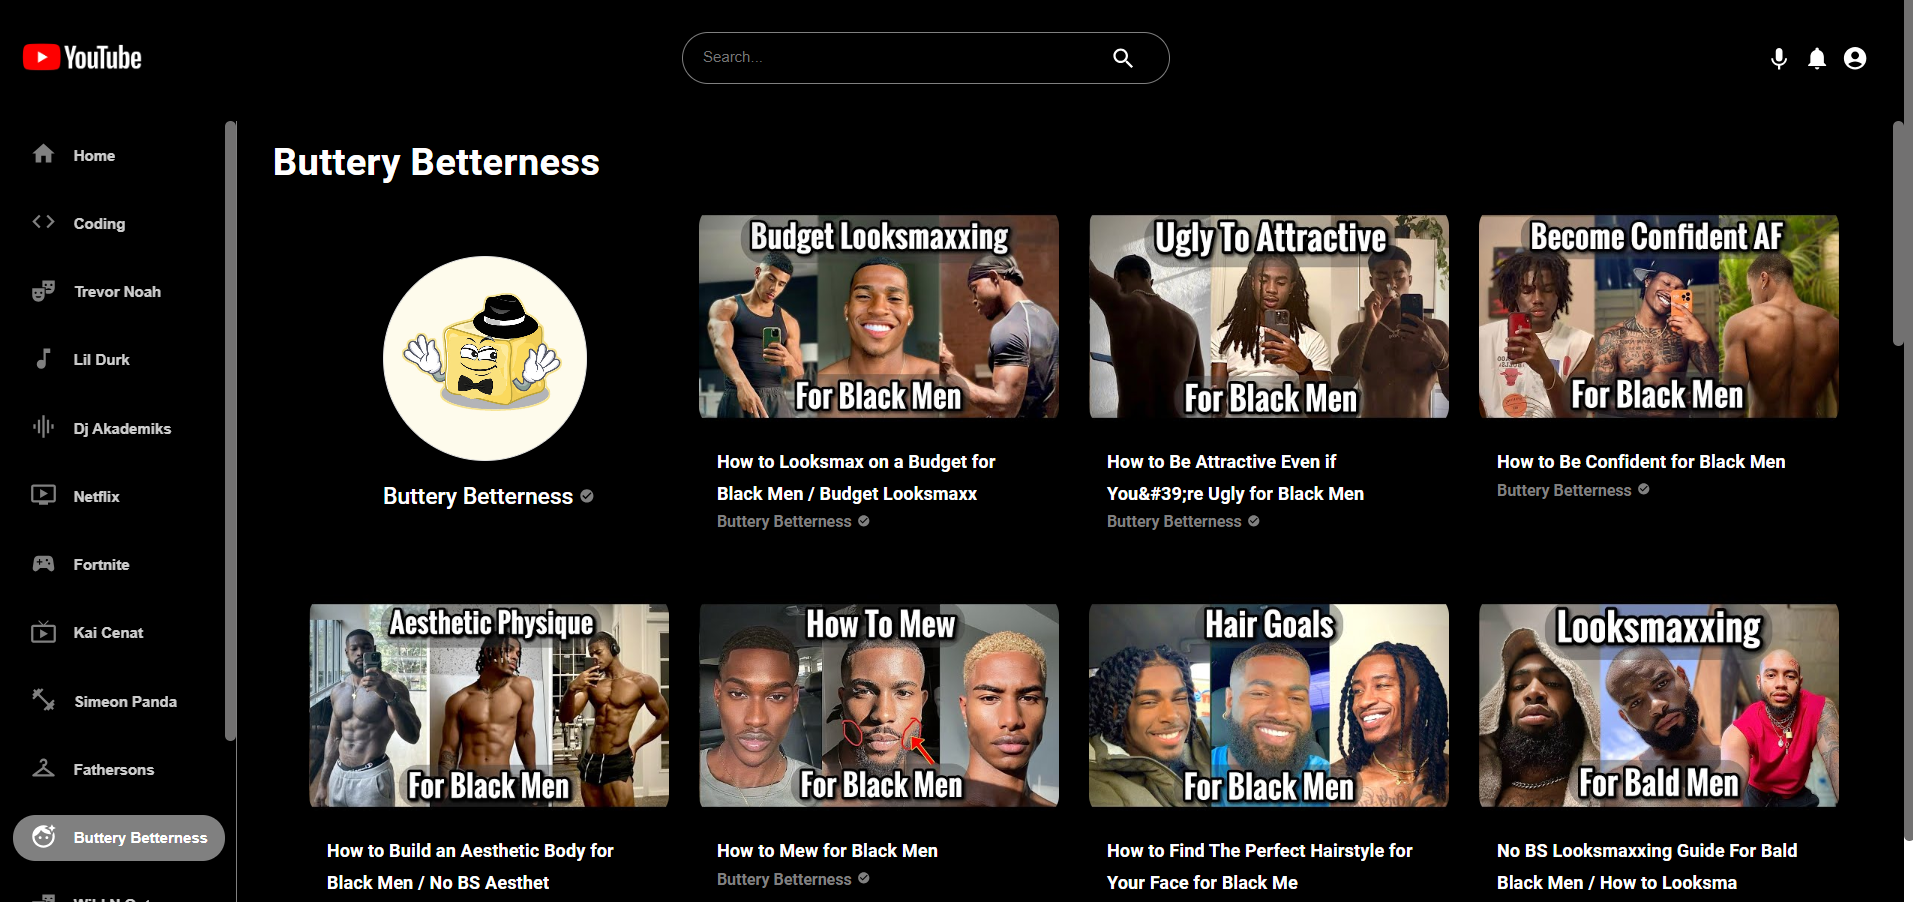 YouTube
Search...
Home
Coding
Trevor Noah
Lil Durk
Dj Akademiks
Netflix
Fortnite
Kai Cenat
Simeon Panda
Fathersons
Buttery Betterness
Buttery Betterness
Buttery Betterness
Budget Looksmaxxing
For Black Men
How to Looksmax on a Budget for
Black Men / Budget Looksmaxx
Buttery Betterness
Ugly To Attractive
For Black Men
How to Be Attractive Even if
You&#39;re Ugly for Black Men
Buttery Betterness
Become Confident AF
For Black Men
How to Be Confident for Black Men
Buttery Betterness
Aesthetic Physique
For Black Men
How to Build an Aesthetic Body for
Black Men / No BS Aesthet
How To Mew
For Black Men
How to Mew for Black Men
Buttery Betterness
Hair Goals
For Black Men
How to Find The Perfect Hairstyle for
Your Face for Black Me
Looksmaxxing
For Bald Men
No BS Looksmaxxing Guide For Bald
Black Men / How to Looksma